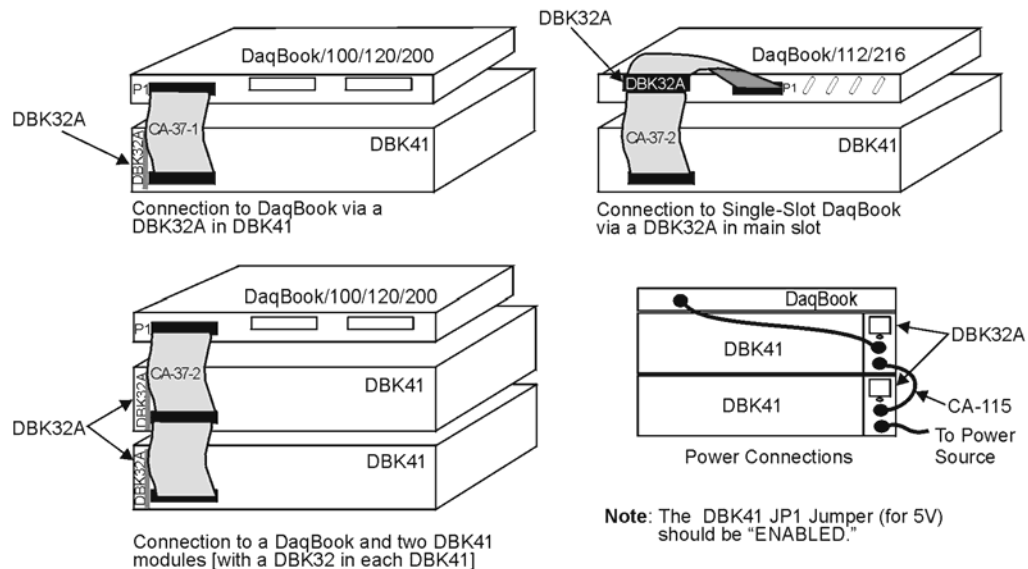 DBK32A
DaqBook/100/120/200
P1
CA-37-1
DBK32A
DBK41
Connection to DaqBook via a
DBK32A in DBK41
DBK32A
DaqBook/112/216
DBK32A
P1
CA-37-2
DBK41
Connection to Single-Slot DaqBook
via a DBK32A in main slot
DaqBook/100/120/200
P1
CA-37-2
DBK32A
DBK41
DBK32A
DBK32A
DBK41
Connection to a DaqBook and two DBK41
modules [with a DBK32 in each DBK41]
DaqBook
DBK41
DBK32A
DBK41
CA-115
To Power
Source
Power Connections
Note: The DBK41 JP1 Jumper (for 5V)
should be “ENABLED.”